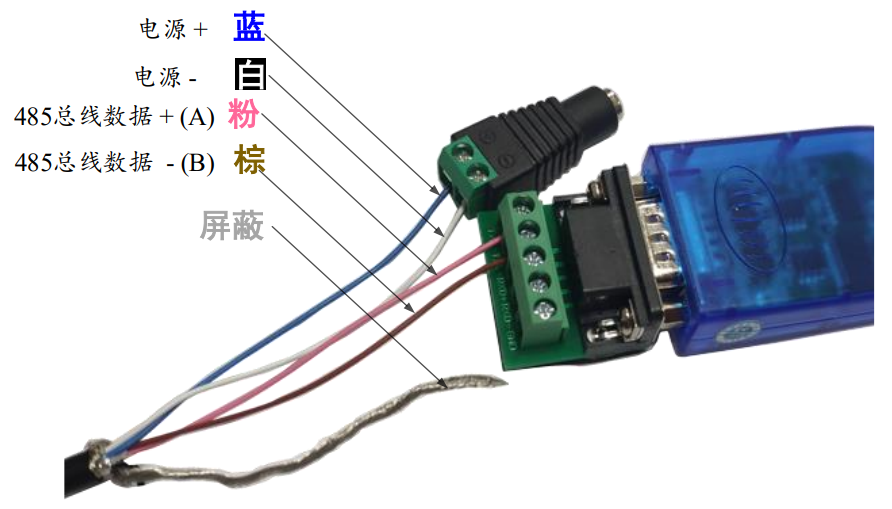 电源 + 蓝
电源 - 白
485总线数据 + (A) 粉
485总线数据 - (B) 棕
屏蔽